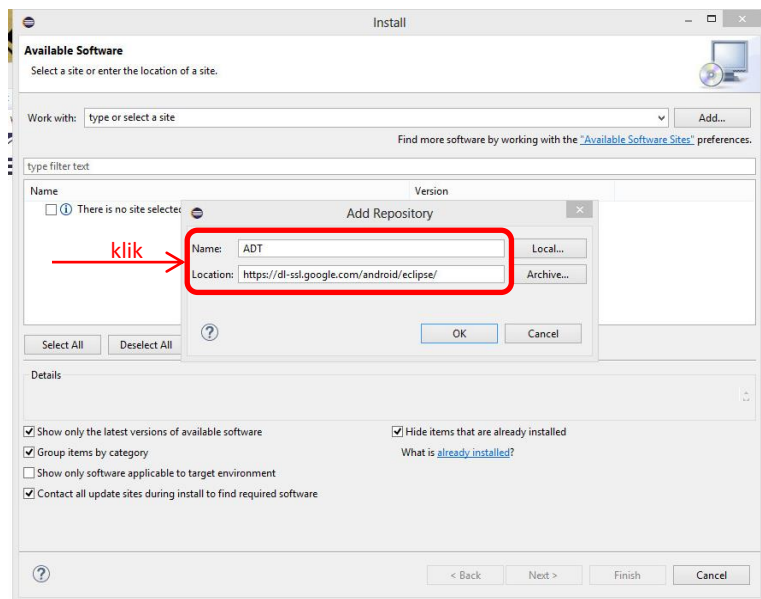 Install
Available Software
Select a site or enter the location of a site.
Work with: type or select a site Add...
Find more software by working with the "Available Software Sites" preferences.
type filter text
Name Version
There is no site selected
Add Repository
klik
Name: ADT Local...
Location: https://dl-ssl.google.com/android/eclipse/ Archive...
OK Cancel
Select All Deselect All
Details
Show only the latest versions of available software Hide items that are already installed
Group items by category What is already installed?
Show only software applicable to target environment
Contact all update sites during install to find required software
< Back Next > Finish Cancel